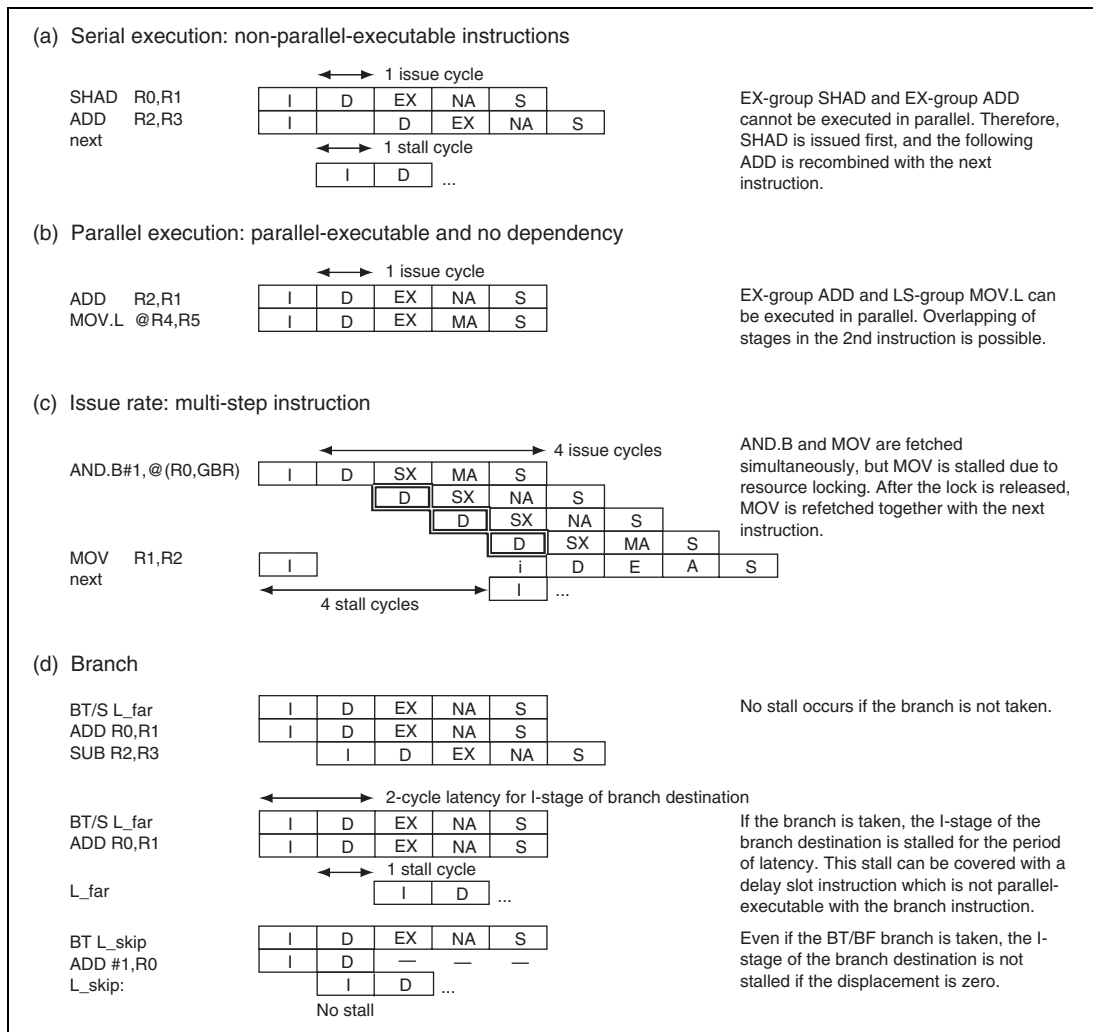 (a) Serial execution: non-parallel-executable instructions
1 issue cycle
SHAD R0,R1 I D EX NA S
ADD R2,R3 I D EX NA S
next
1 stall cycle
I D ...
EX-group SHAD and EX-group ADD
cannot be executed in parallel. Therefore,
SHAD is issued first, and the following
ADD is recombined with the next
instruction.
(b) Parallel execution: parallel-executable and no dependency
1 issue cycle
ADD R2,R1 I D EX NA S
MOV.L @R4,R5 I D EX MA S
EX-group ADD and LS-group MOV.L can
be executed in parallel. Overlapping of
stages in the 2nd instruction is possible.
(c) Issue rate: multi-step instruction
4 issue cycles
AND.B#1,@(R0,GBR) I D SX MA S
D SX NA S
D SX NA S
D SX MA S
MOV R1,R2 I i D E A S
next I ...
4 stall cycles
AND.B and MOV are fetched
simultaneously, but MOV is stalled due to
resource locking. After the lock is released,
MOV is refetched together with the next
instruction.
(d) Branch
BT/S L_far I D EX NA S
ADD R0,R1 I D EX NA S
SUB R2,R3 I D EX NA S
No stall occurs if the branch is not taken.
2-cycle latency for I-stage of branch destination
BT/S L_far I D EX NA S
ADD R0,R1 I D EX NA S
1 stall cycle
L_far I D ...
If the branch is taken, the I-stage of the
branch destination is stalled for the period
of latency. This stall can be covered with a
delay slot instruction which is not parallel-
executable with the branch instruction.
BT L_skip I D EX NA S
ADD #1,R0 I D — — —
L_skip: I D ...
No stall
Even if the BT/BF branch is taken, the I-
stage of the branch destination is not
stalled if the displacement is zero.